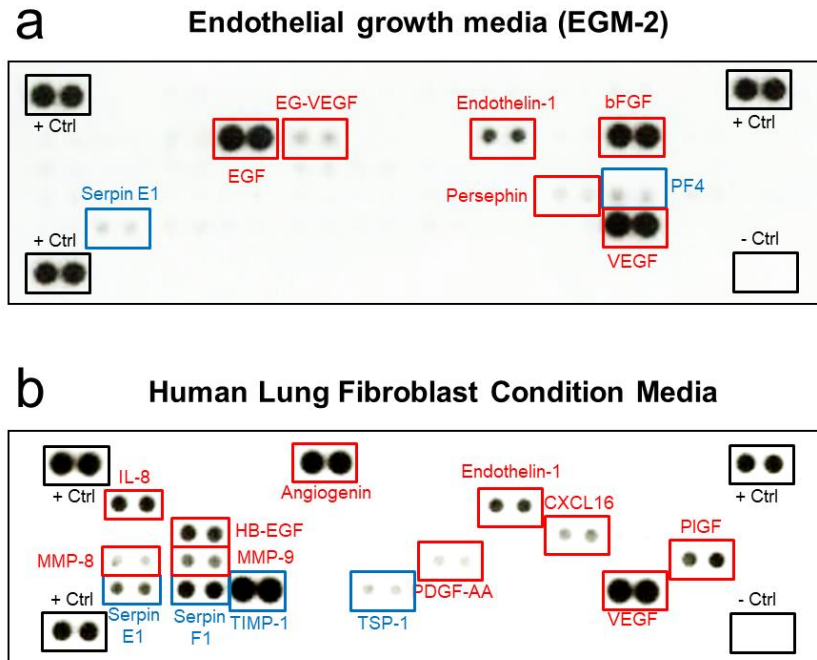 a
Endothelial growth media (EGM-2)
+ Ctrl
EG-VEGF
Endothelin-1
bFGF
+ Ctrl
EGF
Serpin E1
Persephin
PF4
+ Ctrl
VEGF
- Ctrl
b
Human Lung Fibroblast Condition Media
+ Ctrl
IL-8
Angiogenin
Endothelin-1
+ Ctrl
CXCL16
HB-EGF
PlGF
MMP-8
MMP-9
PDGF-AA
+ Ctrl
Serpin
E1
Serpin
F1
TIMP-1
TSP-1
VEGF
- Ctrl